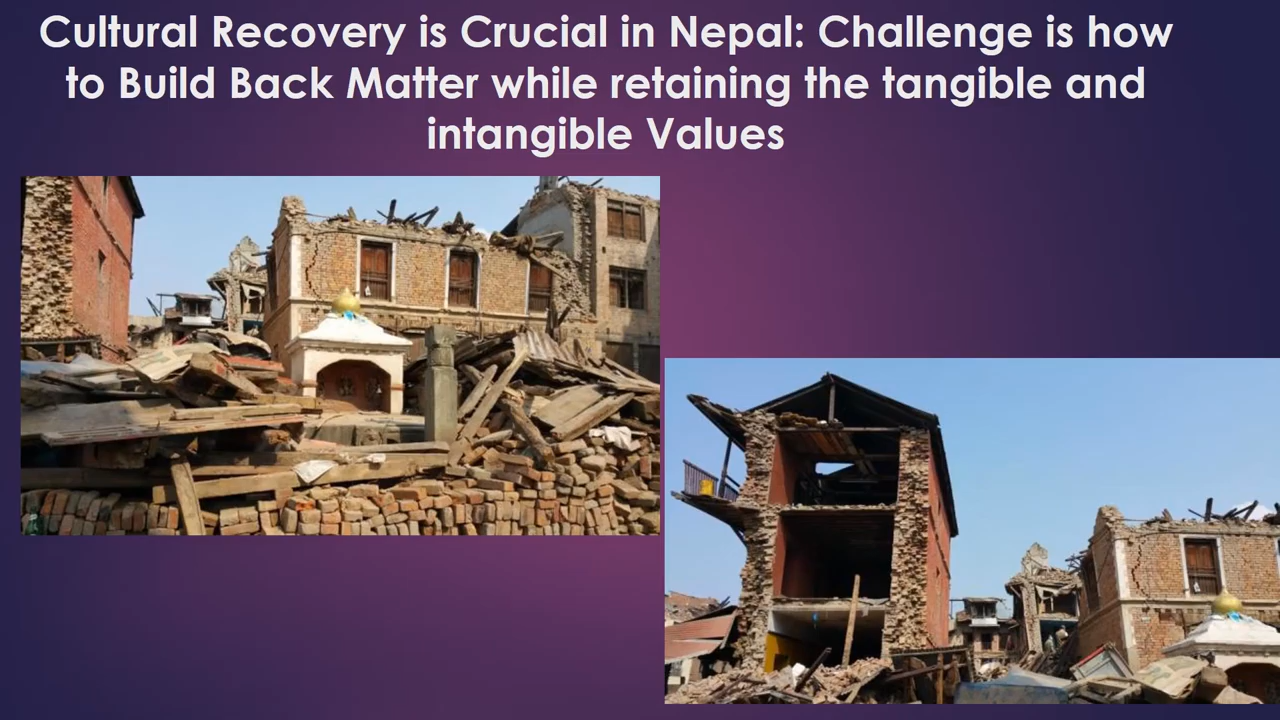 Cultural Recovery is Crucial in Nepal: Challenge is how
to Build Back Matter while retaining the tangible and
intangible Values